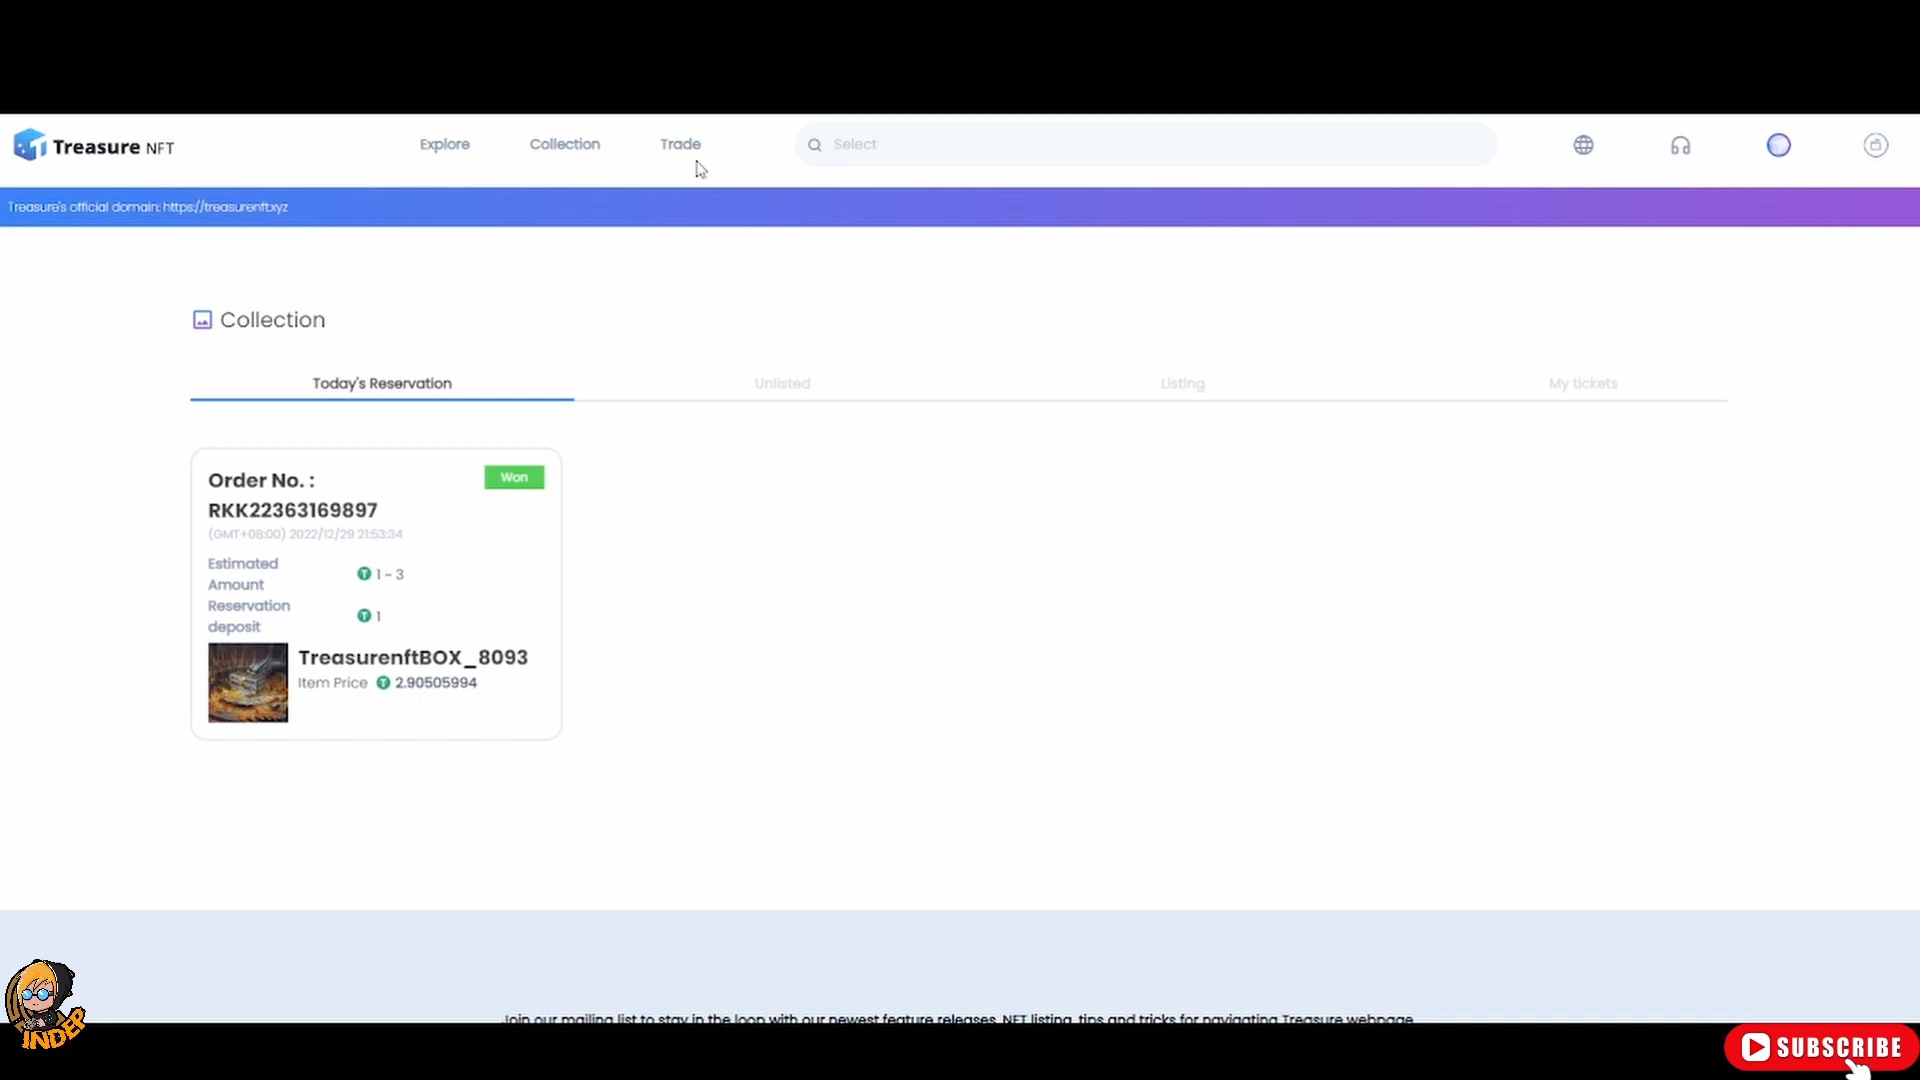 Treasure NFT
Explore
Collection
Trade
Select
Treasure's official domain: https://treasurenft.xyz
Collection
Today's Reservation
Unlisted
Listing
My tickets
Order No. :
Won
RKK22363169897
(GMT+08:00) 2022/12/29 21:53:34
Estimated
Amount
1 - 3
Reservation
deposit
1
TreasurenftBOX_8093
Item Price 2.90505994
Join our mailing list to stay in the loop with our newest feature releases, NFT listing, tips and tricks for navigating Treasure webpage.
INDEP
SUBSCRIBE